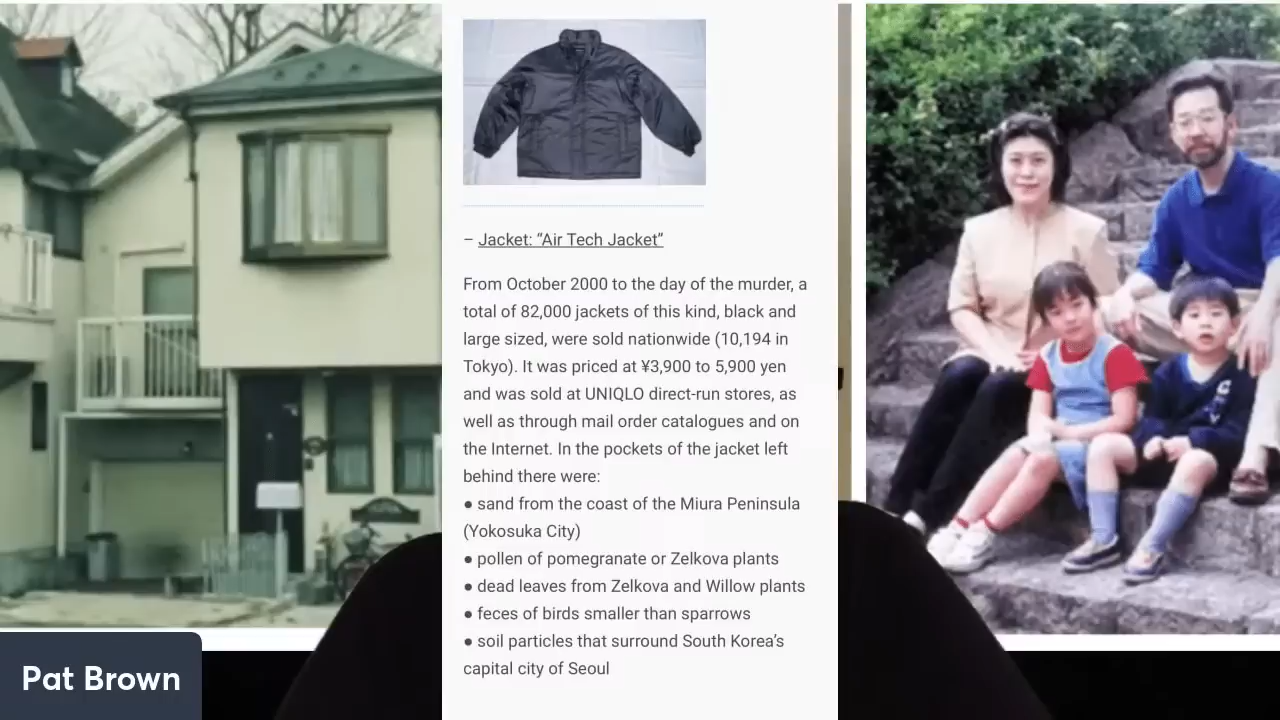 – Jacket: “Air Tech Jacket”
From October 2000 to the day of the murder, a
total of 82,000 jackets of this kind, black and
large sized, were sold nationwide (10,194 in
Tokyo). It was priced at ¥3,900 to 5,900 yen
and was sold at UNIQLO direct-run stores, as
well as through mail order catalogues and on
the Internet. In the pockets of the jacket left
behind there were:
● sand from the coast of the Miura Peninsula
(Yokosuka City)
● pollen of pomegranate or Zelkova plants
● dead leaves from Zelkova and Willow plants
● feces of birds smaller than sparrows
● soil particles that surround South Korea’s
capital city of Seoul
Pat Brown